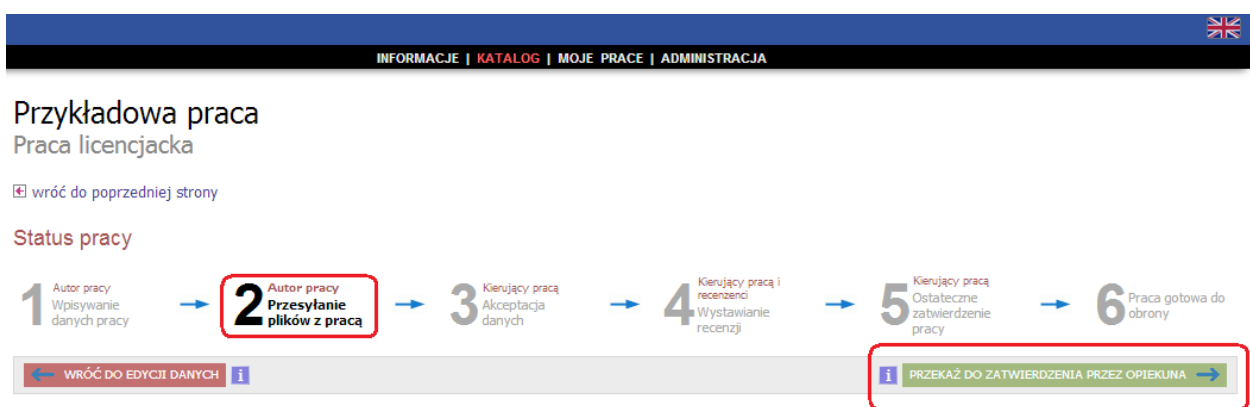 INFORMACJE | KATALOG | MOJE PRACE | ADMINISTRACJA
Przykładowa praca
Praca licencjacka
wróć do poprzedniej strony
Status pracy
1
Autor pracy
Wpisywanie
danych pracy
2
Autor pracy
Przesyłanie
plików z pracą
3
Kierujący pracą
Akceptacja
danych
4
Kierujący pracą i
recenzenci
Wystawianie
recenzji
5
Kierujący pracą
Ostateczne
zatwierdzenie
pracy
6
Praca gotowa do
obrony
WRÓĆ DO EDYCJI DANYCH i
i PRZEKAŻ DO ZATWIERDZENIA PRZEZ OPIEKUNA